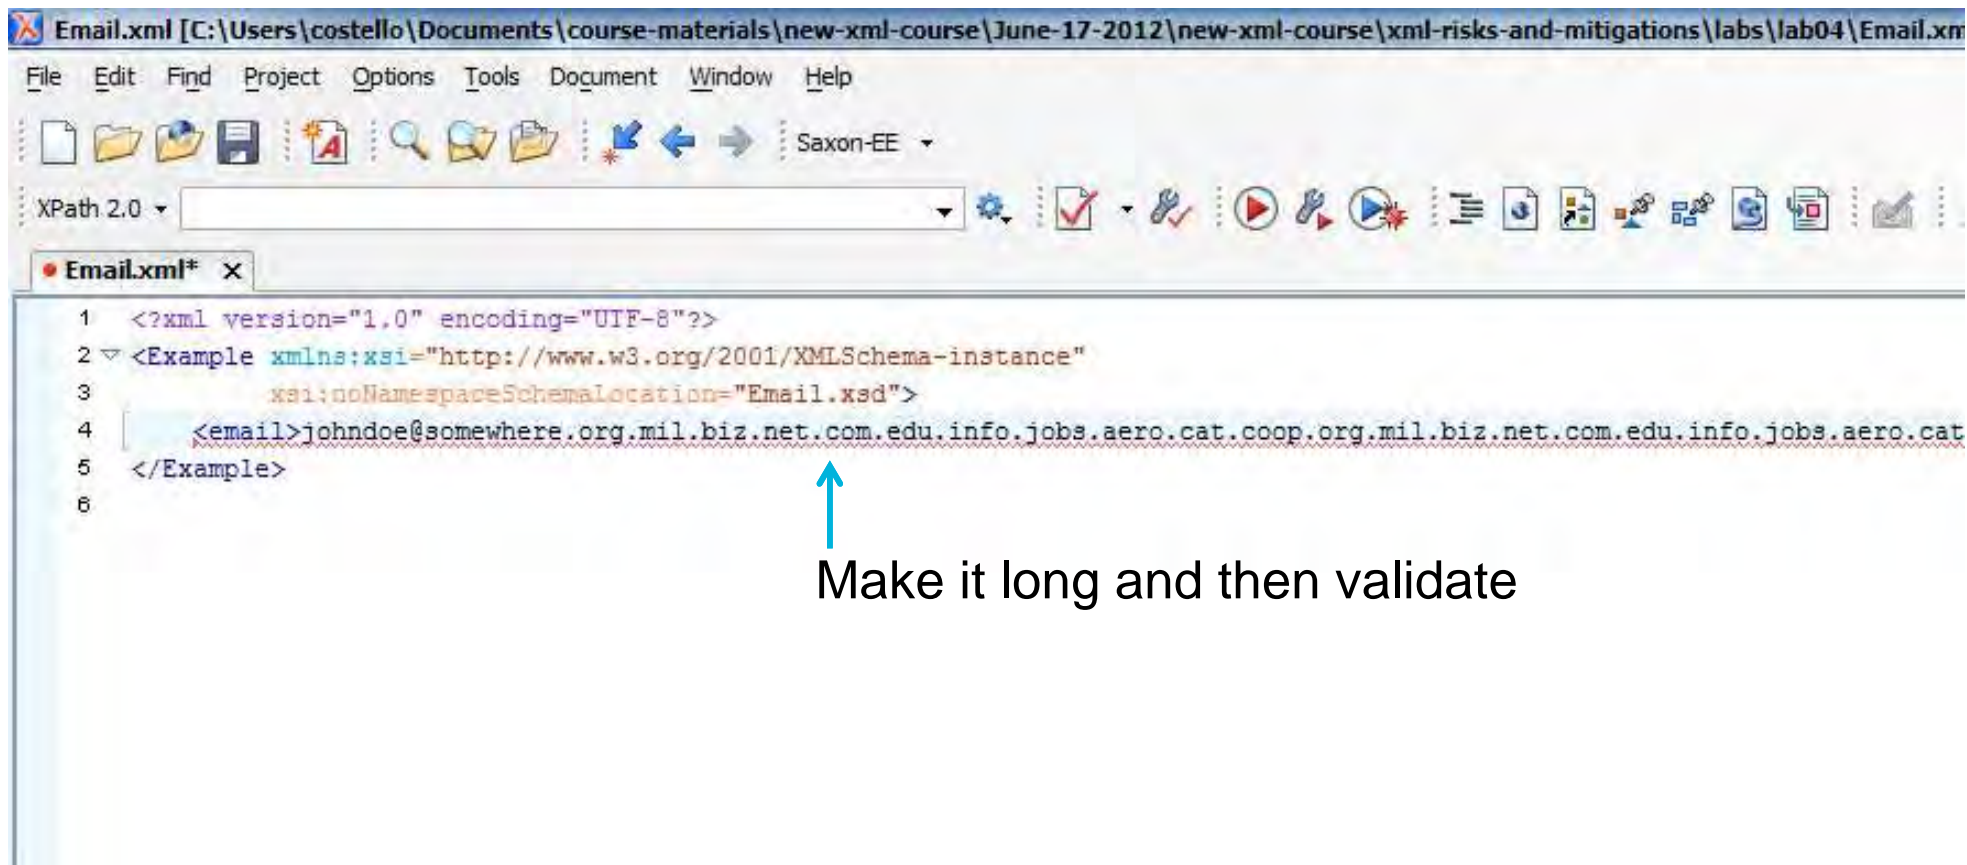 Email.xml [C:\Users\costello\Documents\course-materials\new-xml-course\June-17-2012\new-xml-course\xml-risks-and-mitigations\labs\lab04\Email.xm
File Edit Find Project Options Tools Document Window Help
Saxon-EE
XPath 2.0
Email.xml*
1 <?xml version="1.0" encoding="UTF-8"?>
2 <Example xmlns:xsi="http://www.w3.org/2001/XMLSchema-instance"
3 xsi:noNamespaceSchemaLocation="Email.xsd">
4 <email>johndoe@somewhere.org.mil.biz.net.com.edu.info.jobs.aero.cat.coop.org.mil.biz.net.com.edu.info.jobs.aero.cat
5 </Example>
6
Make it long and then validate